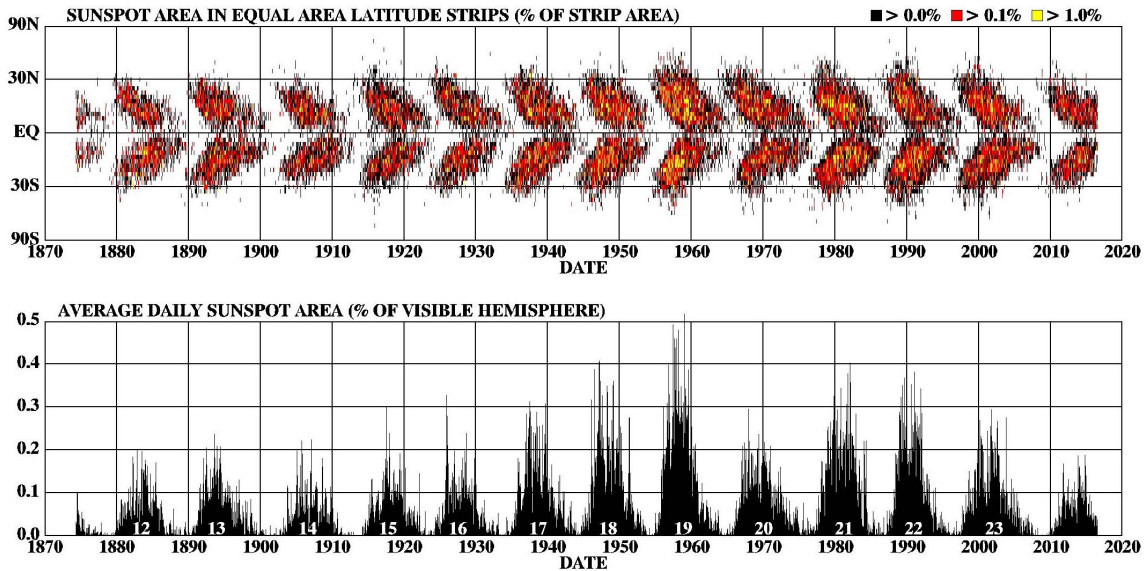 SUNSPOT AREA IN EQUAL AREA LATITUDE STRIPS (% OF STRIP AREA) > 0.0% > 0.1% > 1.0%
90N
30N
EQ
30S
90S
1870 1880 1890 1900 1910 1920 1930 1940 1950 1960 1970 1980 1990 2000 2010 2020
DATE
AVERAGE DAILY SUNSPOT AREA (% OF VISIBLE HEMISPHERE)
0.5
0.4
0.3
0.2
0.1
0.0
12 13 14 15 16 17 18 19 20 21 22 23
1870 1880 1890 1900 1910 1920 1930 1940 1950 1960 1970 1980 1990 2000 2010 2020
DATE